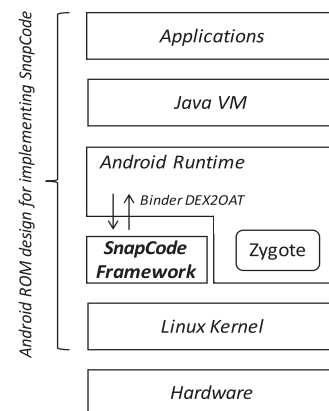 Android ROM design for implementing SnapCode
Applications
Java VM
Android Runtime
Binder DEX2OAT
SnapCode
Framework
Zygote
Linux Kernel
Hardware